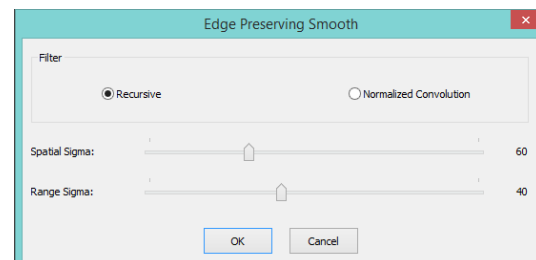 Edge Preserving Smooth
Filter
Recursive
Normalized Convolution
Spatial Sigma:
60
Range Sigma:
40
OK
Cancel